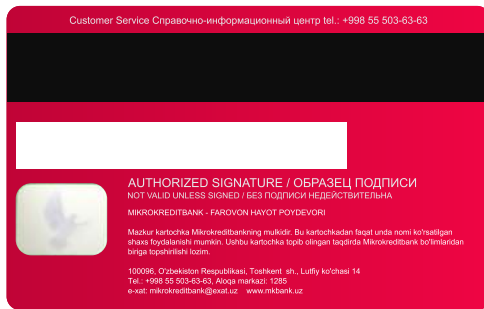 Customer Service Справочно-информационный центр tel.: +998 55 503-63-63
AUTHORIZED SIGNATURE / ОБРАЗЕЦ ПОДПИСИ
NOT VALID UNLESS SIGNED / БЕЗ ПОДПИСИ НЕДЕЙСТВИТЕЛЬНА
MIKROKREDITBANK - FAROVON HAYOT POYDEVORI
Mazkur kartochka Mikrokreditbankning mulkidir. Bu kartochkadan faqat unda nomi ko'rsatilgan
shaxs foydalanishi mumkin. Ushbu kartochka topib olingan taqdirda Mikrokreditbank bo'limlaridan
biriga topshirilishi lozim.
100096, O'zbekiston Respublikasi, Toshkent sh., Lutfiy ko'chasi 14
Tel.: +998 55 503-63-63, Aloqa markazi: 1285
e-xat: mikrokreditbank@exat.uz www.mkbank.uz